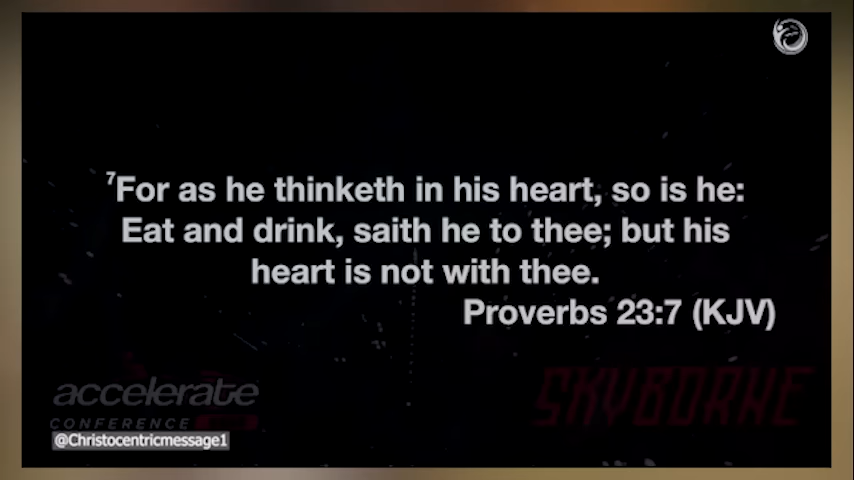 ⁷For as he thinketh in his heart, so is he:
Eat and drink, saith he to thee; but his
heart is not with thee.
Proverbs 23:7 (KJV)
accelerate
CONFERENCE
SKYBORNE
@Christocentricmessage1